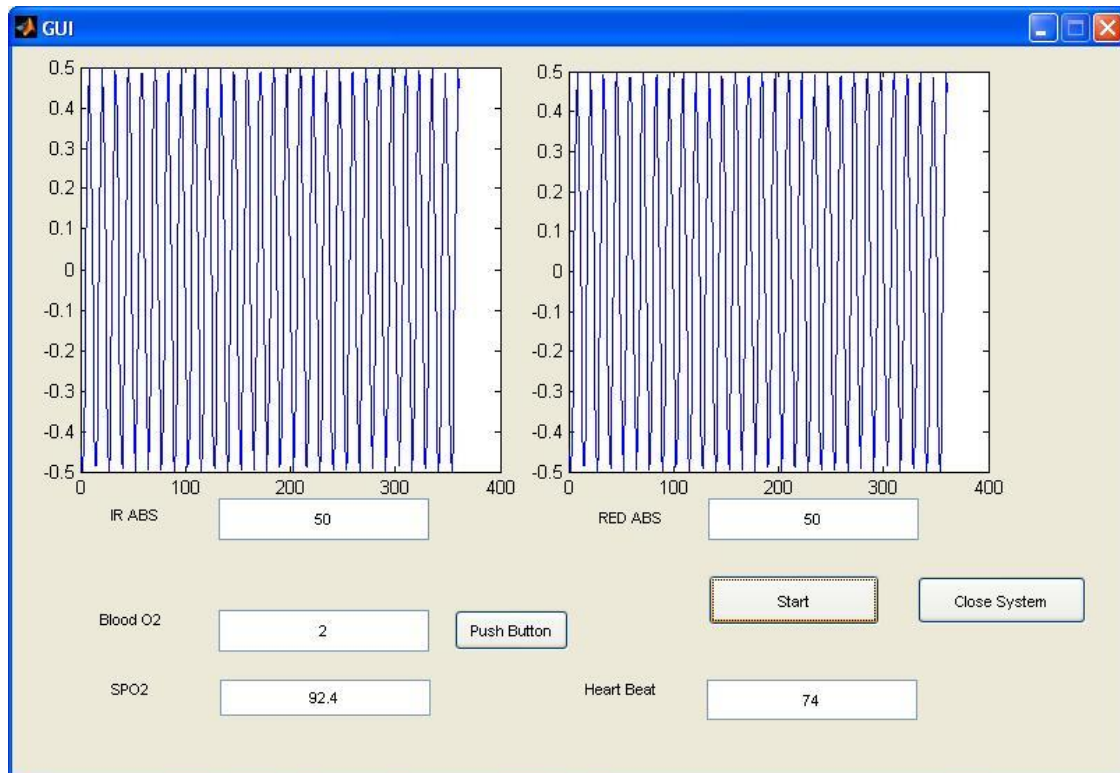 GUI
0.5
0.4
0.3
0.2
0.1
0
-0.1
-0.2
-0.3
-0.4
-0.5
0 100 200 300 400
0.5
0.4
0.3
0.2
0.1
0
-0.1
-0.2
-0.3
-0.4
-0.5
0 100 200 300 400
IR ABS 50
RED ABS 50
Start Close System
Blood O2 2 Push Button
SPO2 92.4
Heart Beat 74